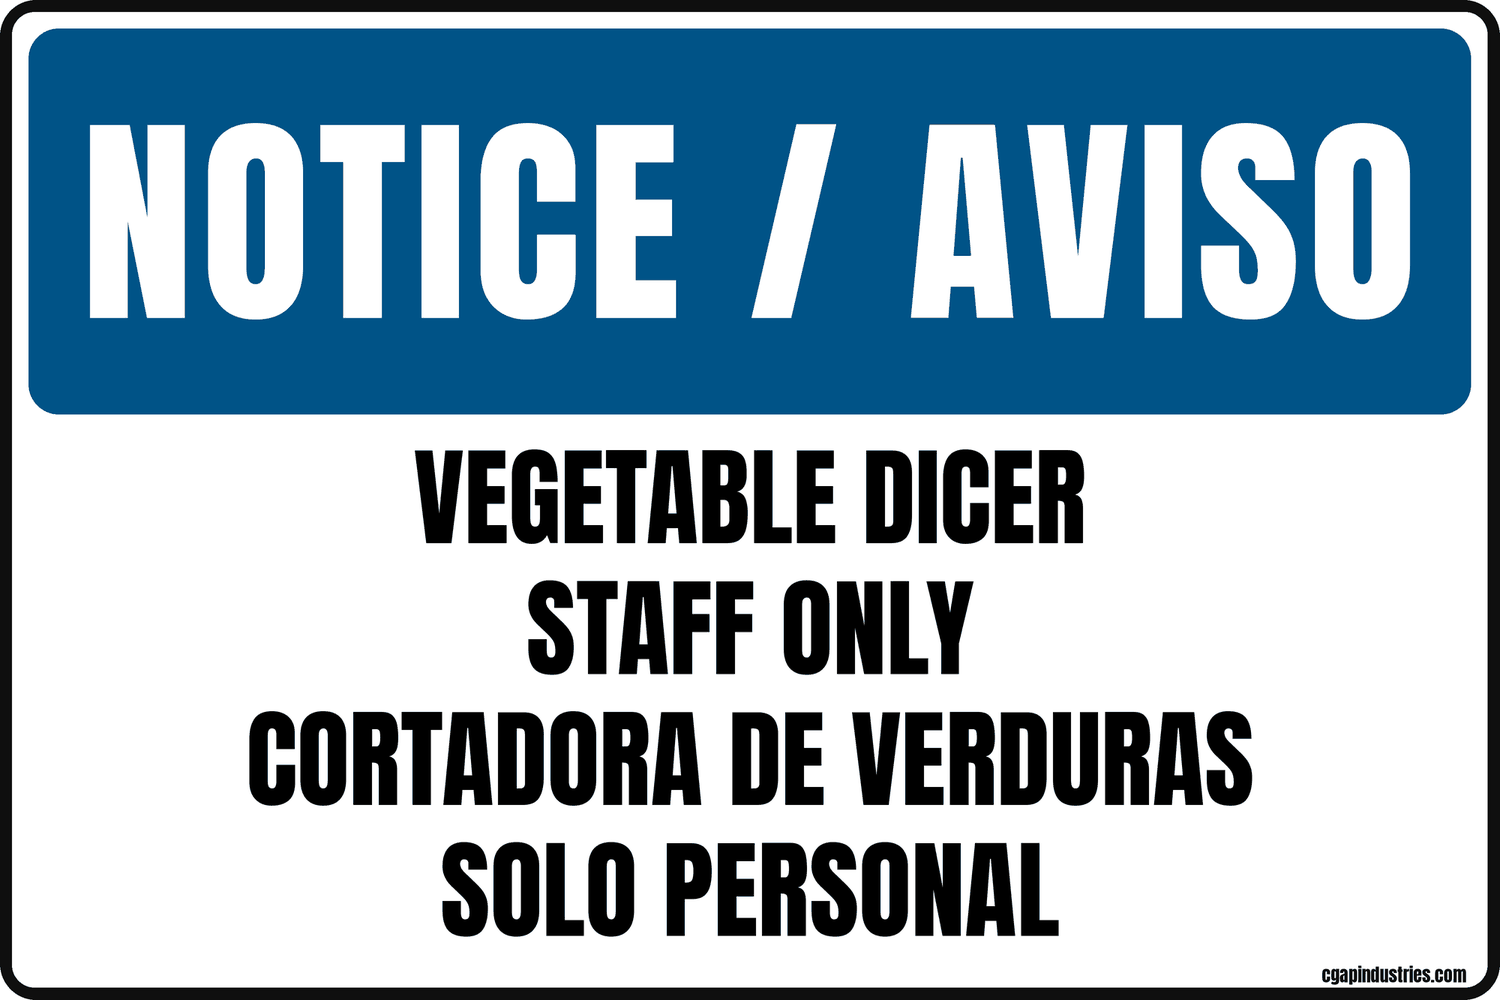 NOTICE / AVISO
VEGETABLE DICER
STAFF ONLY
CORTADORA DE VERDURAS
SOLO PERSONAL
cgapindustries.com